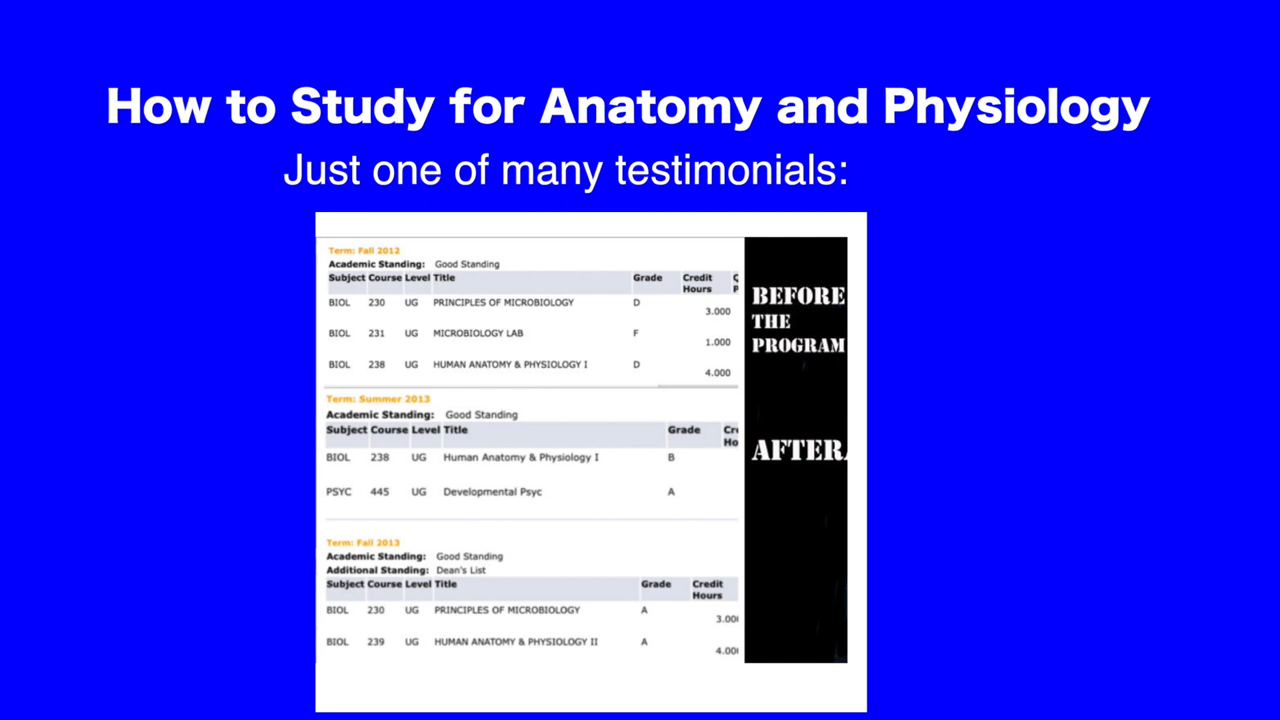 How to Study for Anatomy and Physiology
Just one of many testimonials:
Term: Fall 2012
Academic Standing: Good Standing
Subject Course Level Title Grade Credit Hours
BIOL 230 UG PRINCIPLES OF MICROBIOLOGY D 3.000
BIOL 231 UG MICROBIOLOGY LAB F 1.000
BIOL 238 UG HUMAN ANATOMY & PHYSIOLOGY I D 4.000
BEFORE
THE
PROGRAM
Term: Summer 2013
Academic Standing: Good Standing
Subject Course Level Title Grade
BIOL 238 UG Human Anatomy & Physiology I B
PSYC 445 UG Developmental Psyc A
AFTER
Term: Fall 2013
Academic Standing: Good Standing
Additional Standing: Dean's List
Subject Course Level Title Grade Credit Hours
BIOL 230 UG PRINCIPLES OF MICROBIOLOGY A 3.00
BIOL 239 UG HUMAN ANATOMY & PHYSIOLOGY II A 4.00